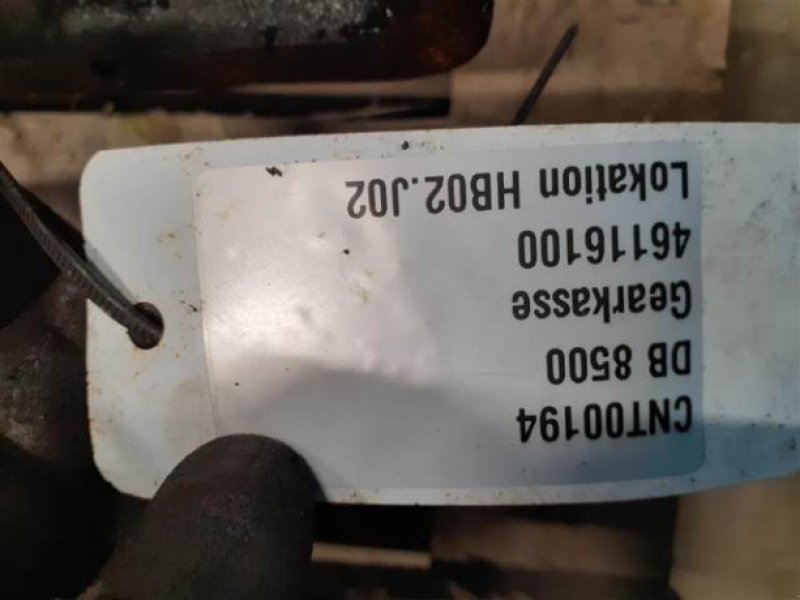 CNT00194
DB 8500
Gearkasse
46116100
Lokation HB02.J02